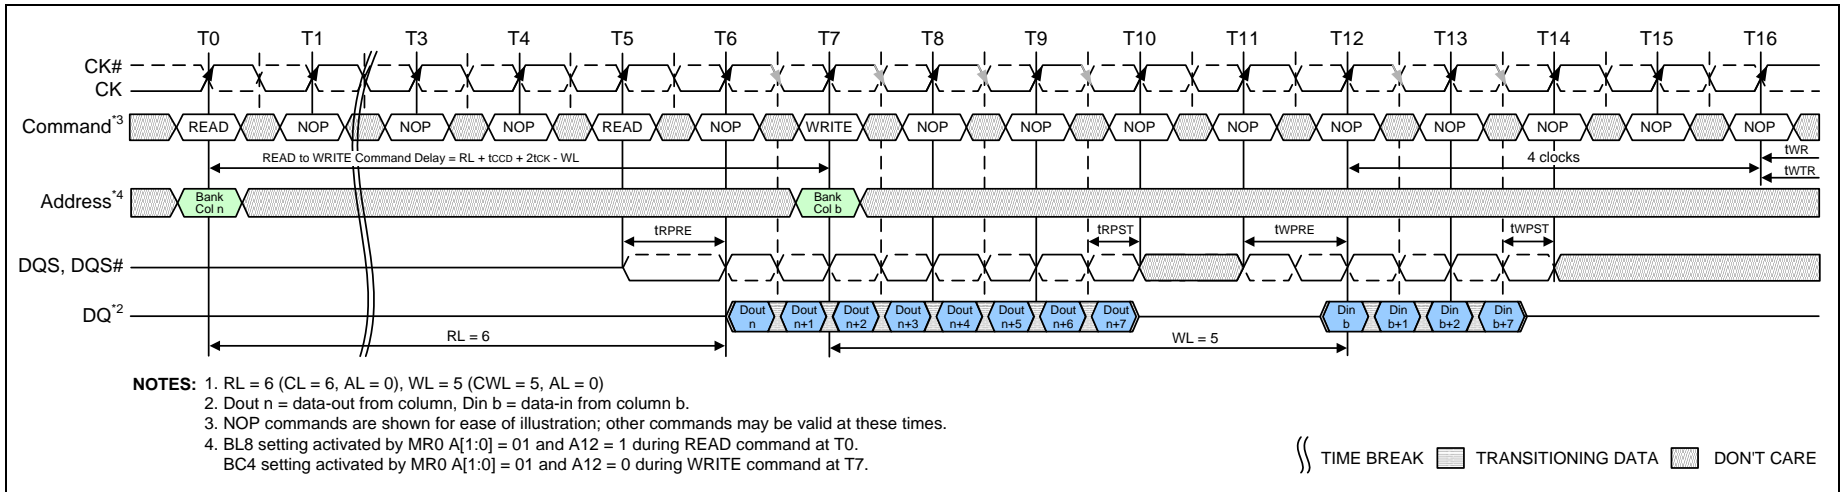 T0 T1 T3 T4 T5 T6 T7 T8 T9 T10 T11 T12 T13 T14 T15 T16
CK#
CK
Command*3 READ NOP NOP NOP READ NOP WRITE NOP NOP NOP NOP NOP NOP NOP NOP NOP
READ to WRITE Command Delay = RL + tCCD + 2tCK - WL
4 clocks
tWR
tWTR
Address*4
Bank
Col n
Bank
Col b
tRPRE tRPST tWPRE tWPST
DQS, DQS#
DQ*2
Dout
n
Dout
n+1
Dout
n+2
Dout
n+3
Dout
n+4
Dout
n+5
Dout
n+6
Dout
n+7
Din
b
Din
b+1
Din
b+2
Din
b+7
RL = 6
WL = 5
NOTES: 1. RL = 6 (CL = 6, AL = 0), WL = 5 (CWL = 5, AL = 0)
2. Dout n = data-out from column, Din b = data-in from column b.
3. NOP commands are shown for ease of illustration; other commands may be valid at these times.
4. BL8 setting activated by MR0 A[1:0] = 01 and A12 = 1 during READ command at T0.
BC4 setting activated by MR0 A[1:0] = 01 and A12 = 0 during WRITE command at T7.
TIME BREAK TRANSITIONING DATA DON'T CARE